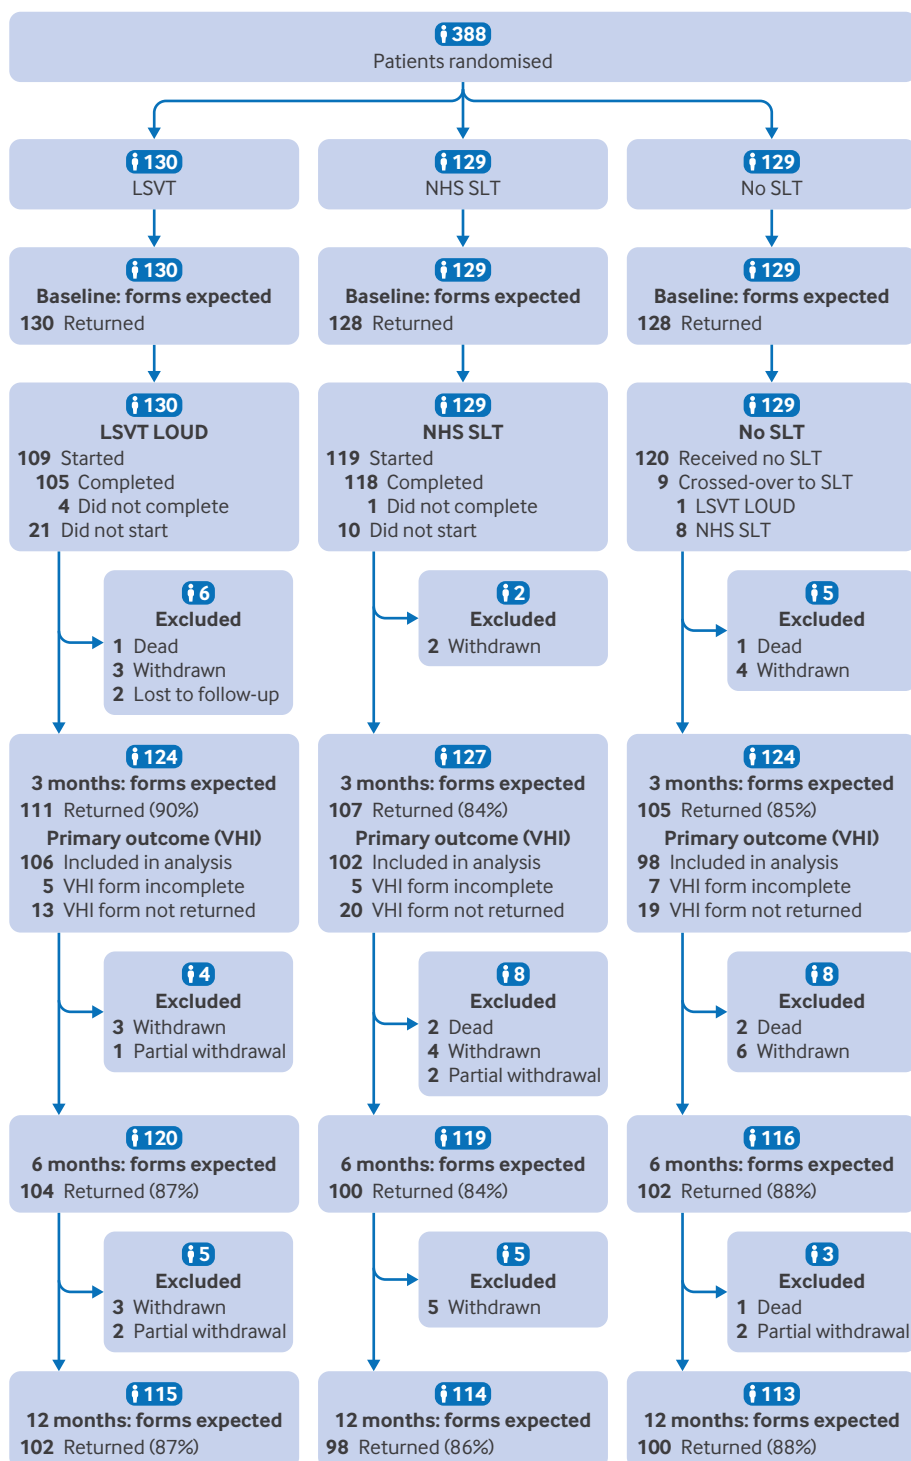 388
Patients randomised
130
LSVT
129
NHS SLT
129
No SLT
130
Baseline: forms expected
130 Returned
129
Baseline: forms expected
128 Returned
129
Baseline: forms expected
128 Returned
130
LSVT LOUD
109 Started
105 Completed
4 Did not complete
21 Did not start
129
NHS SLT
119 Started
118 Completed
1 Did not complete
10 Did not start
129
No SLT
120 Received no SLT
9 Crossed-over to SLT
1 LSVT LOUD
8 NHS SLT
6
Excluded
1 Dead
3 Withdrawn
2 Lost to follow-up
2
Excluded
2 Withdrawn
5
Excluded
1 Dead
4 Withdrawn
124
3 months: forms expected
111 Returned (90%)
Primary outcome (VHI)
106 Included in analysis
5 VHI form incomplete
13 VHI form not returned
127
3 months: forms expected
107 Returned (84%)
Primary outcome (VHI)
102 Included in analysis
5 VHI form incomplete
20 VHI form not returned
124
3 months: forms expected
105 Returned (85%)
Primary outcome (VHI)
98 Included in analysis
7 VHI form incomplete
19 VHI form not returned
4
Excluded
3 Withdrawn
1 Partial withdrawal
8
Excluded
2 Dead
4 Withdrawn
2 Partial withdrawal
8
Excluded
2 Dead
6 Withdrawn
120
6 months: forms expected
104 Returned (87%)
119
6 months: forms expected
100 Returned (84%)
116
6 months: forms expected
102 Returned (88%)
5
Excluded
3 Withdrawn
2 Partial withdrawal
5
Excluded
5 Withdrawn
3
Excluded
1 Dead
2 Partial withdrawal
115
12 months: forms expected
102 Returned (87%)
114
12 months: forms expected
98 Returned (86%)
113
12 months: forms expected
100 Returned (88%)